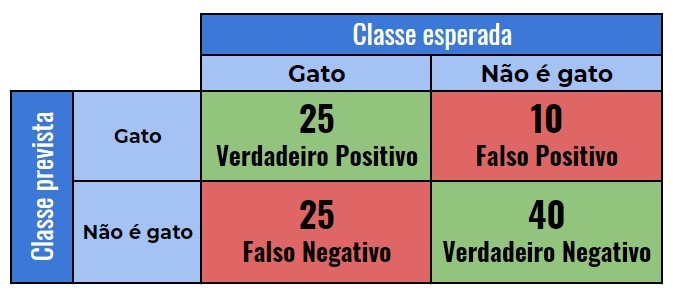 Classe esperada
Gato
Não é gato
Classe prevista
Gato
25
Verdadeiro Positivo
10
Falso Positivo
Não é gato
25
Falso Negativo
40
Verdadeiro Negativo